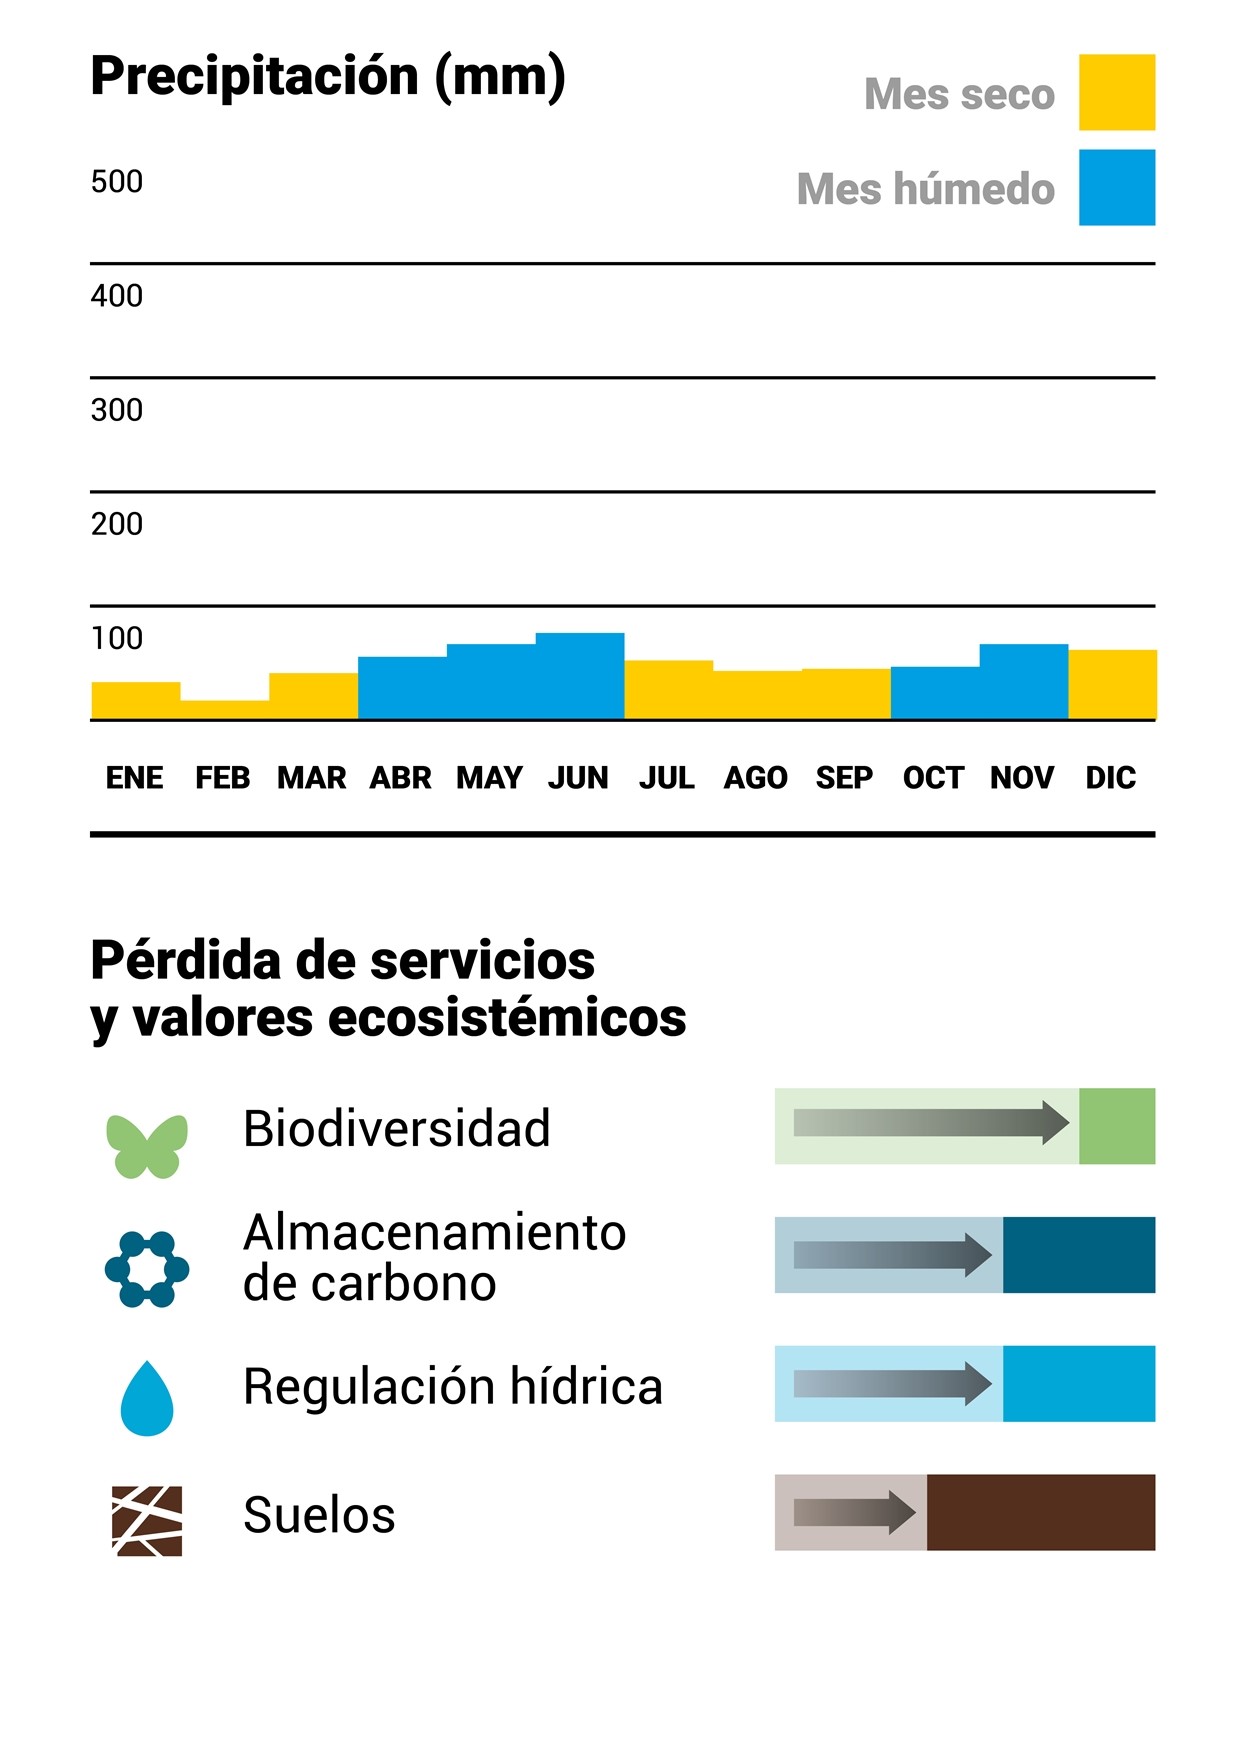 Precipitación (mm)
Mes seco
Mes húmedo
500
400
300
200
100
ENE FEB MAR ABR MAY JUN JUL AGO SEP OCT NOV DIC
Pérdida de servicios
y valores ecosistémicos
Biodiversidad
Almacenamiento
de carbono
Regulación hídrica
Suelos